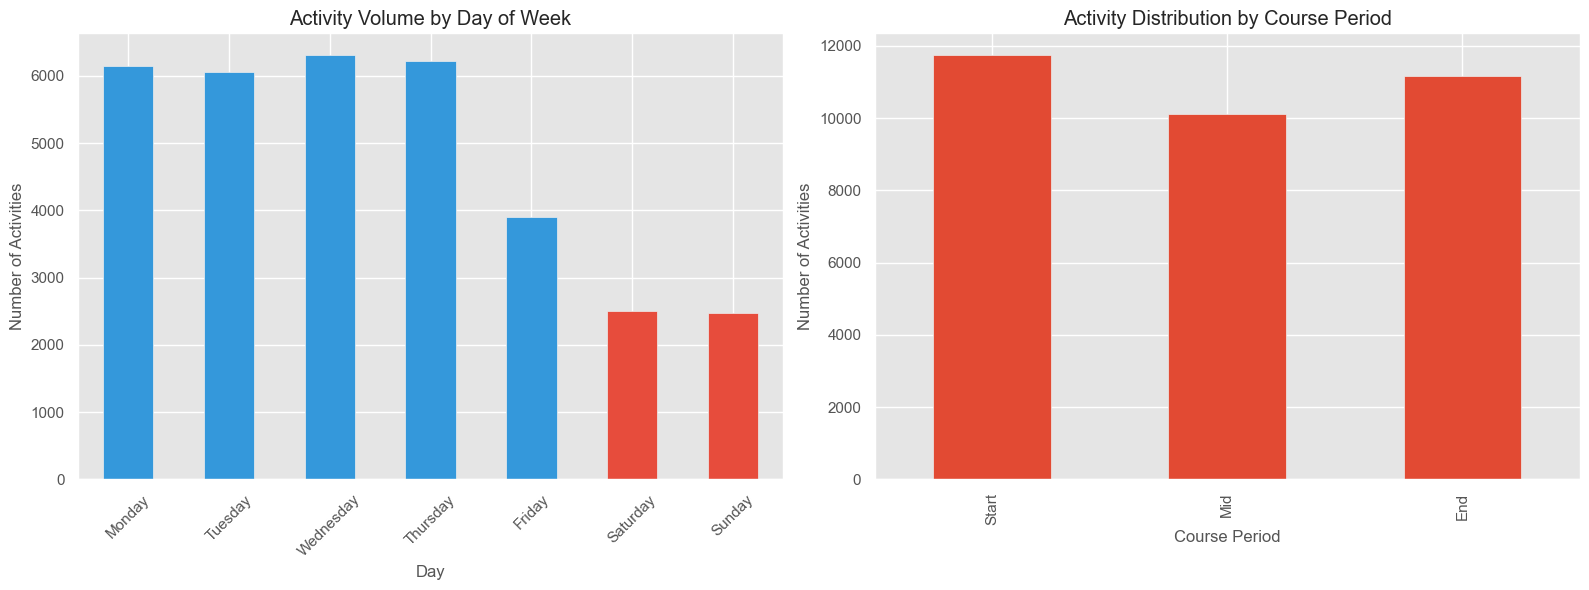 Activity Volume by Day of Week
Number of Activities
6000
5000
4000
3000
2000
1000
0
Monday
Tuesday
Wednesday
Thursday
Friday
Saturday
Sunday
Day
Activity Distribution by Course Period
Number of Activities
12000
10000
8000
6000
4000
2000
0
Start
Mid
End
Course Period